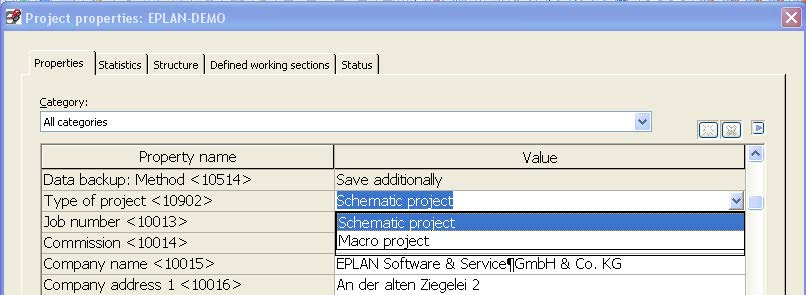 Project properties: EPLAN-DEMO
Properties Statistics Structure Defined working sections Status
Category:
All categories
Property name Value
Data backup: Method <10514> Save additionally
Type of project <10902> Schematic project
Job number <10013> Schematic project
Commission <10014> Macro project
Company name <10015> EPLAN Software & Service¶GmbH & Co. KG
Company address 1 <10016> An der alten Ziegelei 2